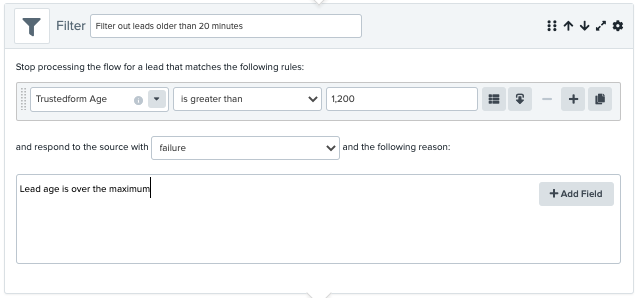 Filter Filter out leads older than 20 minutes
Stop processing the flow for a lead that matches the following rules:
Trustedform Age is greater than 1,200
and respond to the source with failure and the following reason:
Lead age is over the maximum
+ Add Field